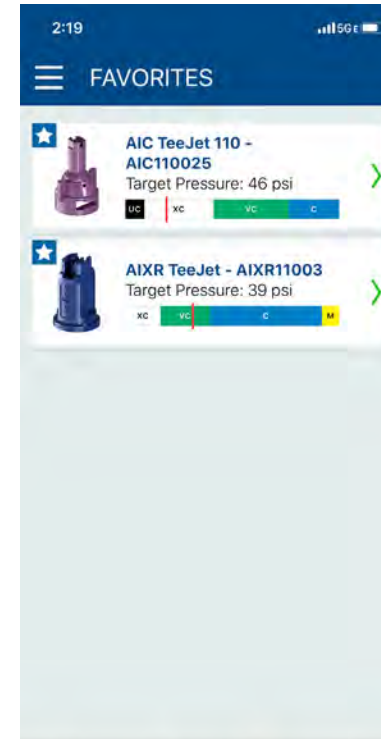 2:19
5GE
FAVORITES
AIC TeeJet 110 -
AIC110025
Target Pressure: 46 psi
UC XC VC C
AIXR TeeJet - AIXR11003
Target Pressure: 39 psi
XC VC C M